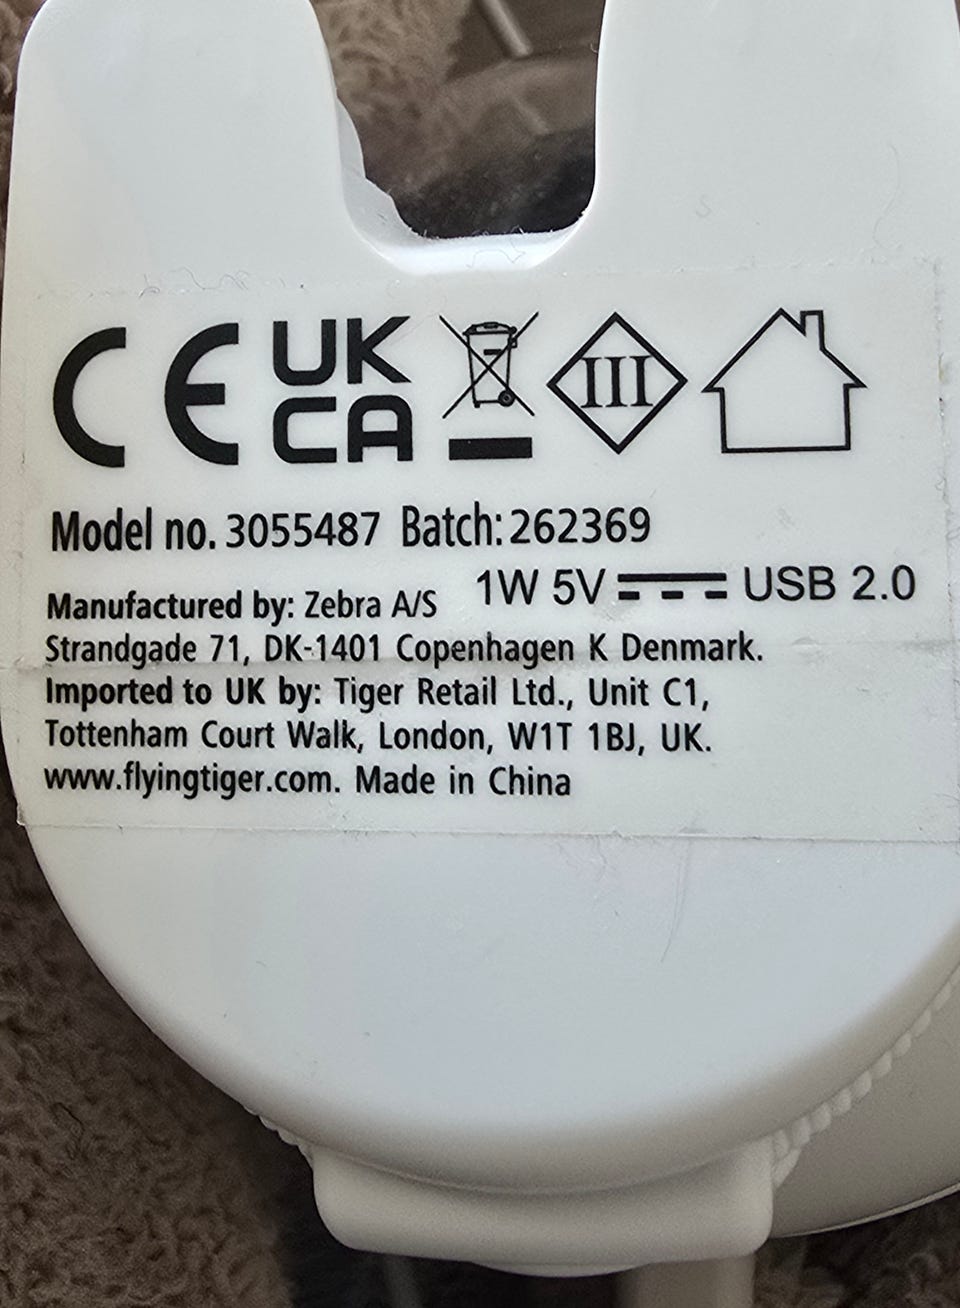 CE UK CA III
Model no. 3055487 Batch: 262369
1W 5V USB 2.0
Manufactured by: Zebra A/S
Strandgade 71, DK-1401 Copenhagen K Denmark.
Imported to UK by: Tiger Retail Ltd., Unit C1,
Tottenham Court Walk, London, W1T 1BJ, UK.
www.flyingtiger.com. Made in China